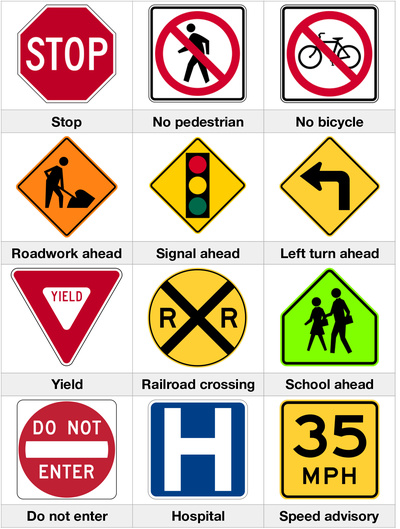 STOP
Stop
No pedestrian
No bicycle
Roadwork ahead
Signal ahead
Left turn ahead
YIELD
R R
Yield
Railroad crossing
School ahead
DO NOT
ENTER
H
35
MPH
Do not enter
Hospital
Speed advisory